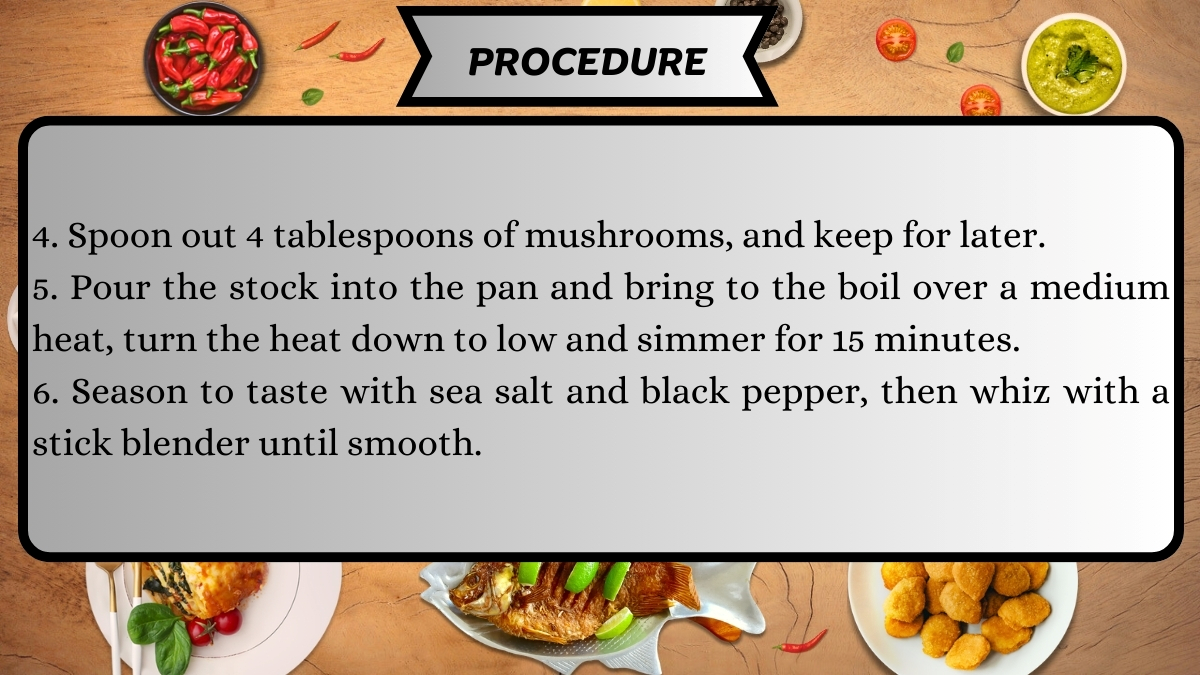 PROCEDURE
4. Spoon out 4 tablespoons of mushrooms, and keep for later.
5. Pour the stock into the pan and bring to the boil over a medium
heat, turn the heat down to low and simmer for 15 minutes.
6. Season to taste with sea salt and black pepper, then whiz with a
stick blender until smooth.